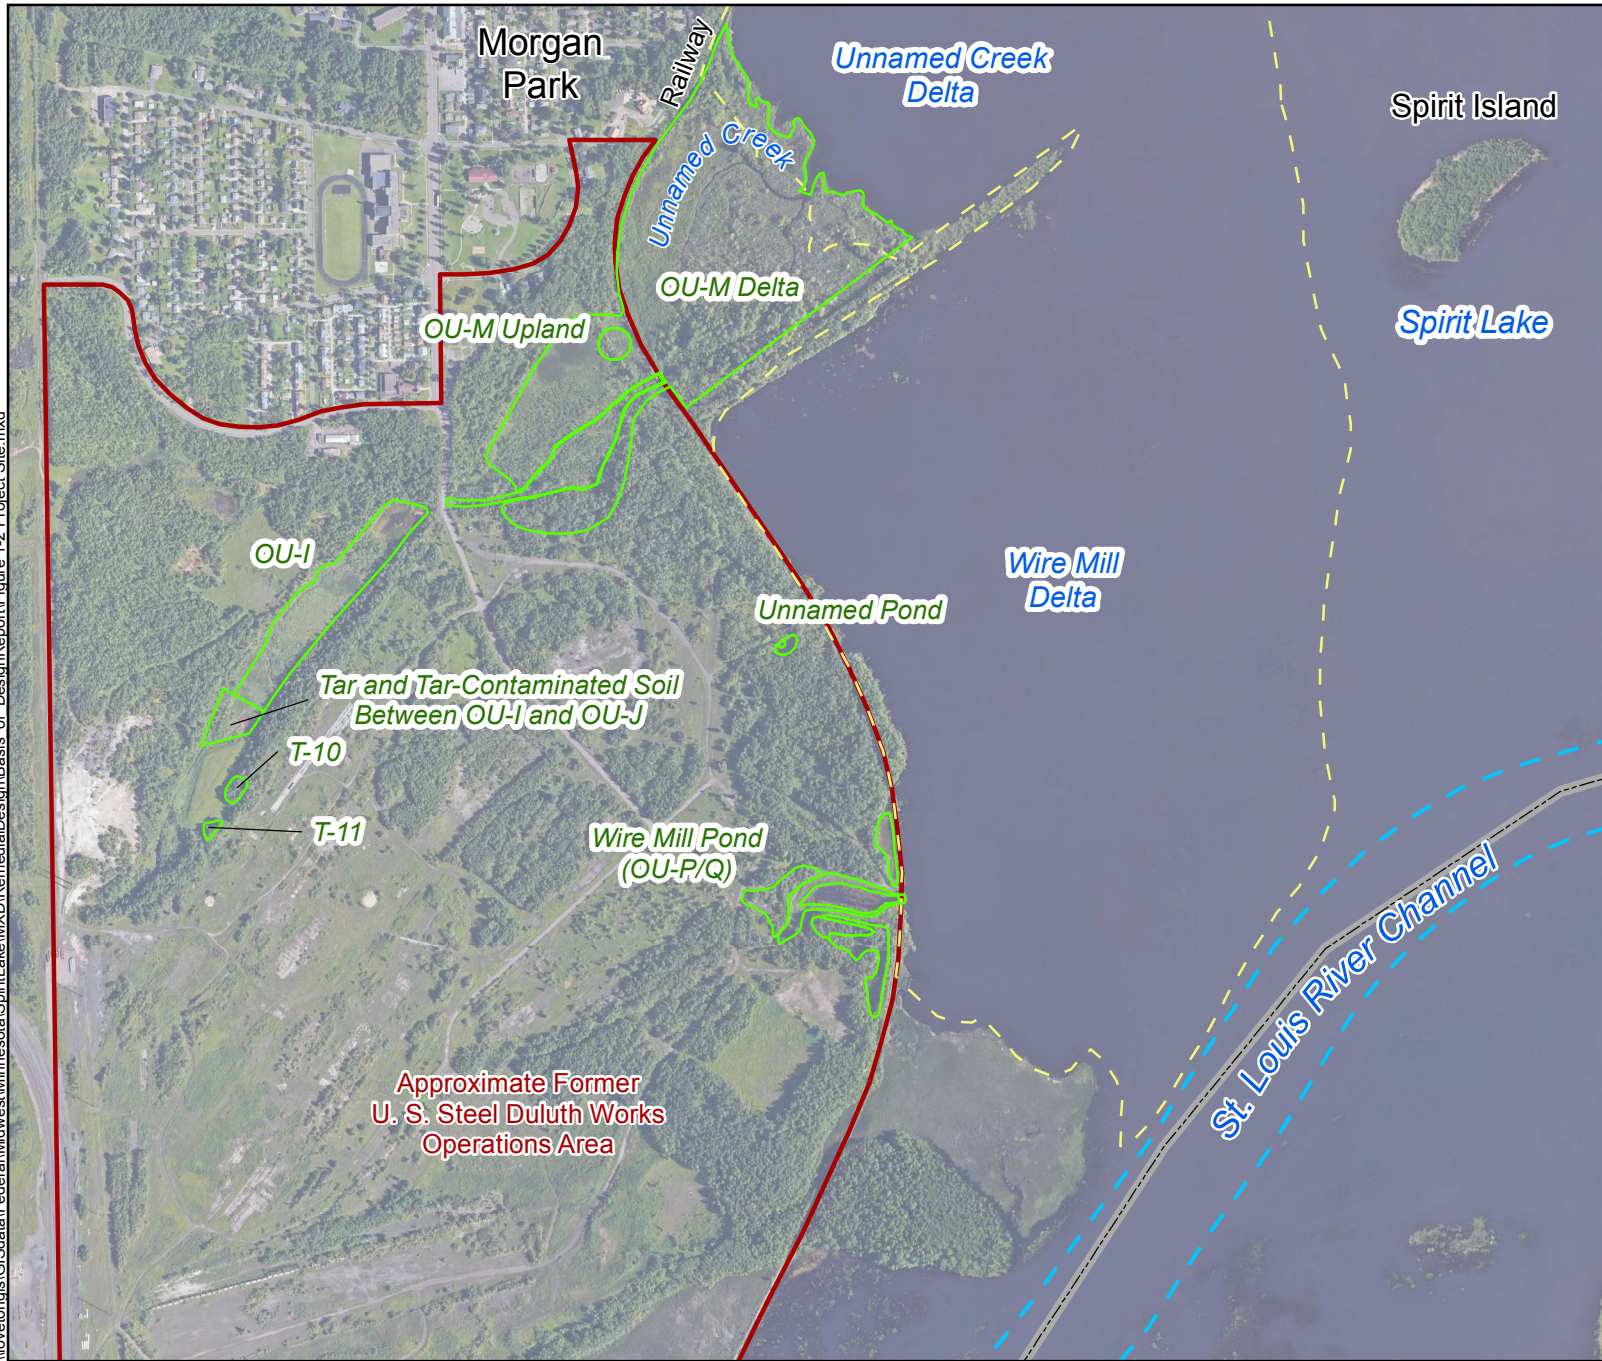 Morgan
Park
Railway
Unnamed Creek
Delta
Spirit Island
Unnamed Creek
OU-M Delta
OU-M Upland
Spirit Lake
OU-I
Wire Mill
Delta
Unnamed Pond
Tar and Tar-Contaminated Soil
Between OU-I and OU-J
T-10
T-11
Wire Mill Pond
(OU-P/Q)
St. Louis River Channel
Approximate Former
U. S. Steel Duluth Works
Operations Area